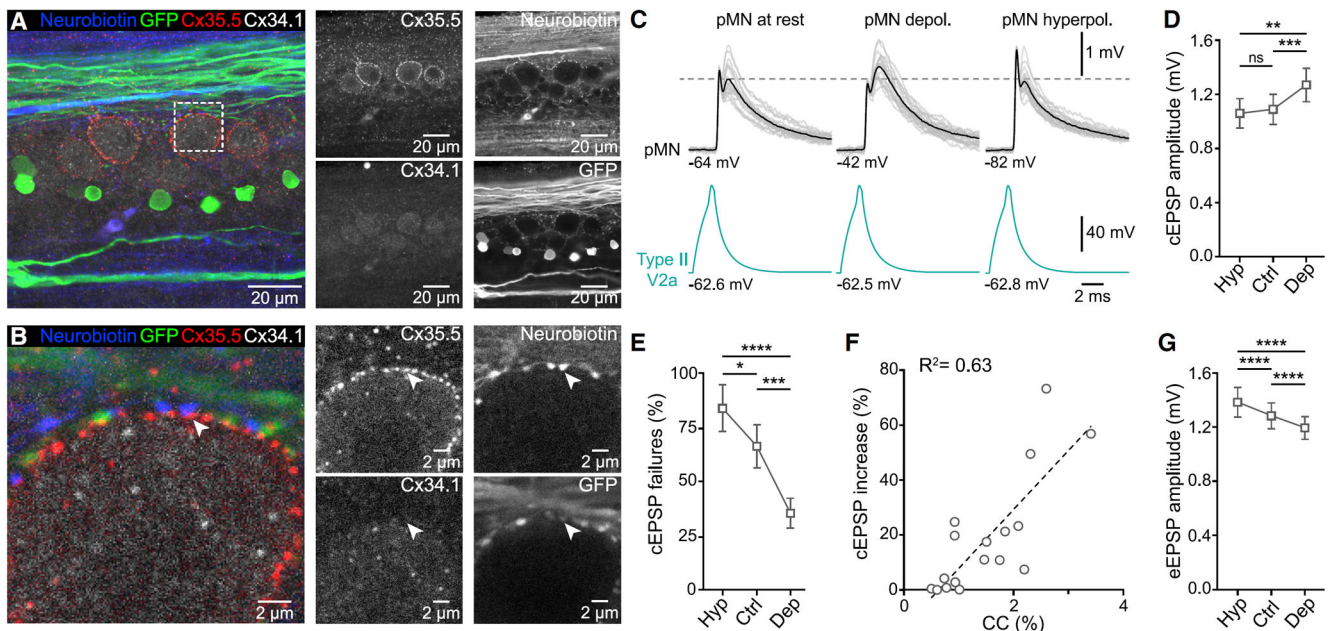 A Neurobiotin GFP Cx35.5 Cx34.1
20 µm
Cx35.5
20 µm
Neurobiotin
20 µm
Cx34.1
20 µm
GFP
20 µm
B Neurobiotin GFP Cx35.5 Cx34.1
2 µm
Cx35.5
2 µm
Neurobiotin
2 µm
Cx34.1
2 µm
GFP
2 µm
C
pMN at rest pMN depol. pMN hyperpol.
1 mV
pMN
-64 mV -42 mV -82 mV
40 mV
Type II
V2a
-62.6 mV -62.5 mV -62.8 mV
2 ms
D
cEPSP amplitude (mV)
1.6
1.2
0.8
0.4
0.0
**
ns ***
Hyp Ctrl Dep
E
cEPSP failures (%)
100
75
50
25
0
****
* ***
Hyp Ctrl Dep
F
R²= 0.63
cEPSP increase (%)
80
60
40
20
0
0 2 4
CC (%)
G
eEPSP amplitude (mV)
1.6
1.2
0.8
0.4
0.0
****
**** ****
Hyp Ctrl Dep